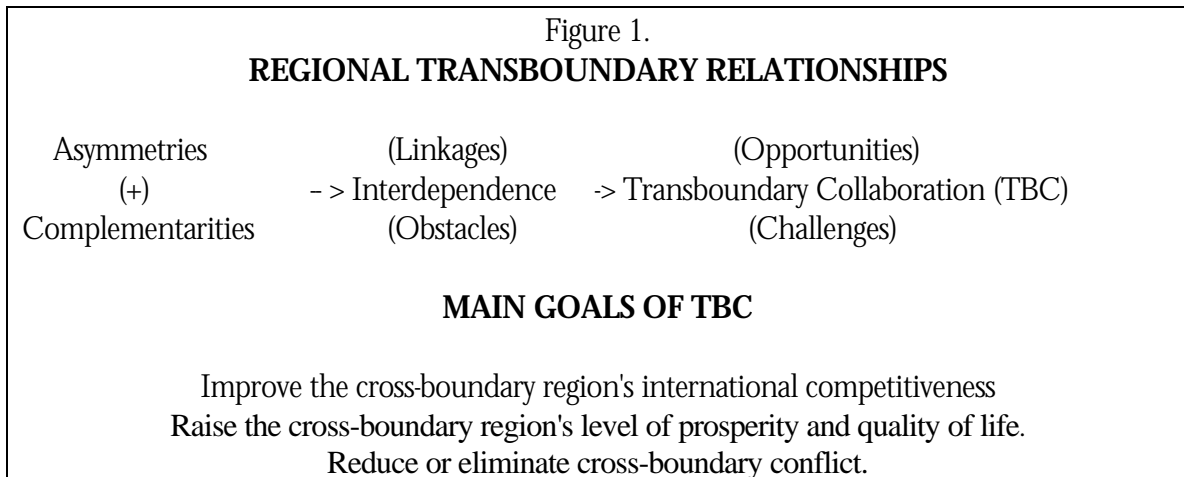 Figure 1.
REGIONAL TRANSBOUNDARY RELATIONSHIPS
Asymmetries (Linkages) (Opportunities)
(+) – > Interdependence -> Transboundary Collaboration (TBC)
Complementarities (Obstacles) (Challenges)
MAIN GOALS OF TBC
Improve the cross-boundary region's international competitiveness
Raise the cross-boundary region's level of prosperity and quality of life.
Reduce or eliminate cross-boundary conflict.